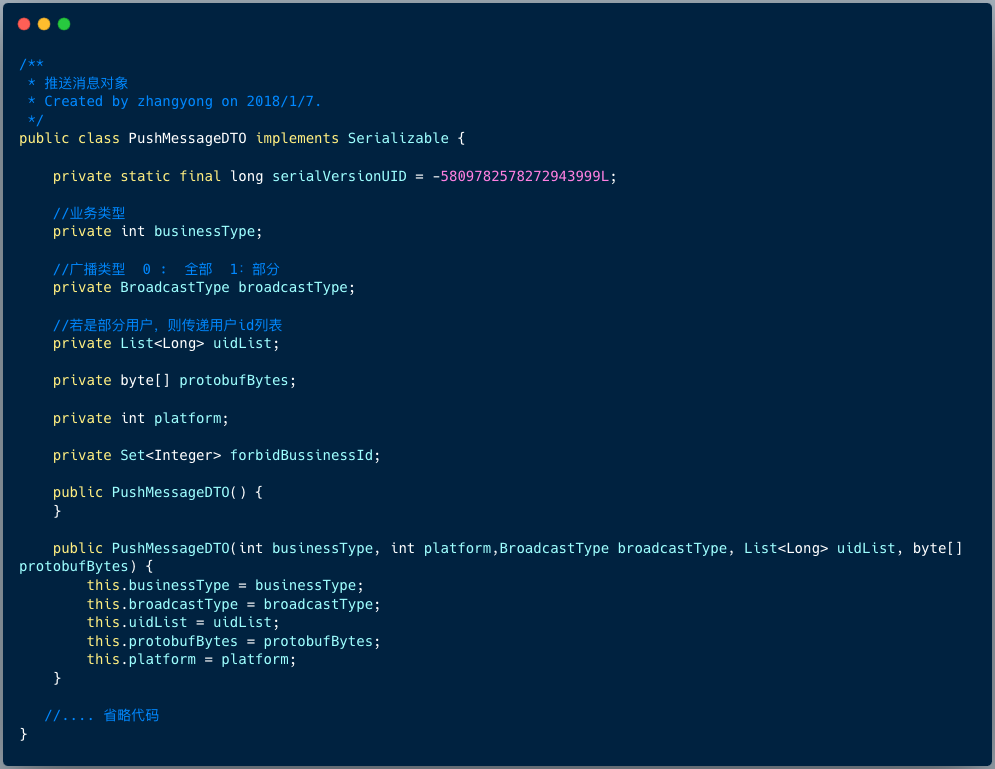 /**
 * 推送消息对象
 * Created by zhangyong on 2018/1/7.
 */
public class PushMessageDTO implements Serializable {
    private static final long serialVersionUID = -5809782578272943999L;
    //业务类型
    private int businessType;
    //广播类型  0 :  全部  1: 部分
    private BroadcastType broadcastType;
    //若是部分用户, 则传递用户id列表
    private List<Long> uidList;
    private byte[] protobufBytes;
    private int platform;
    private Set<Integer> forbidBussinessId;
    public PushMessageDTO() {
    }
    public PushMessageDTO(int businessType, int platform,BroadcastType broadcastType, List<Long> uidList, byte[]
protobufBytes) {
        this.businessType = businessType;
        this.broadcastType = broadcastType;
        this.uidList = uidList;
        this.protobufBytes = protobufBytes;
        this.platform = platform;
    }
   //.... 省略代码
}